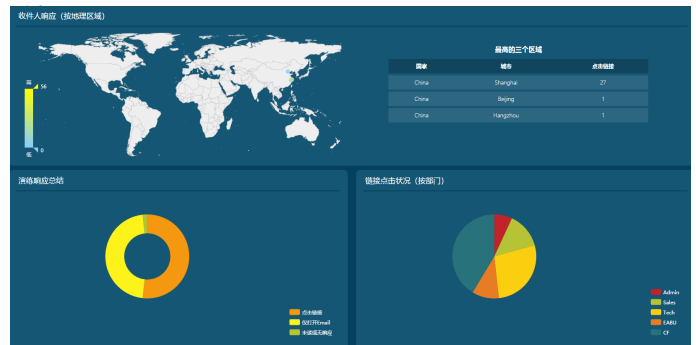 收件人响应（按地理区域）
最高的三个区域
国家 城市 点击链接
China Shanghai 27
China Beijing 1
China Hangzhou 1
高
56
低
0
演练响应总结
点击链接
仅打开Email
未读或无响应
链接点击状况（按部门）
Admin
Sales
Tech
EABU
CF